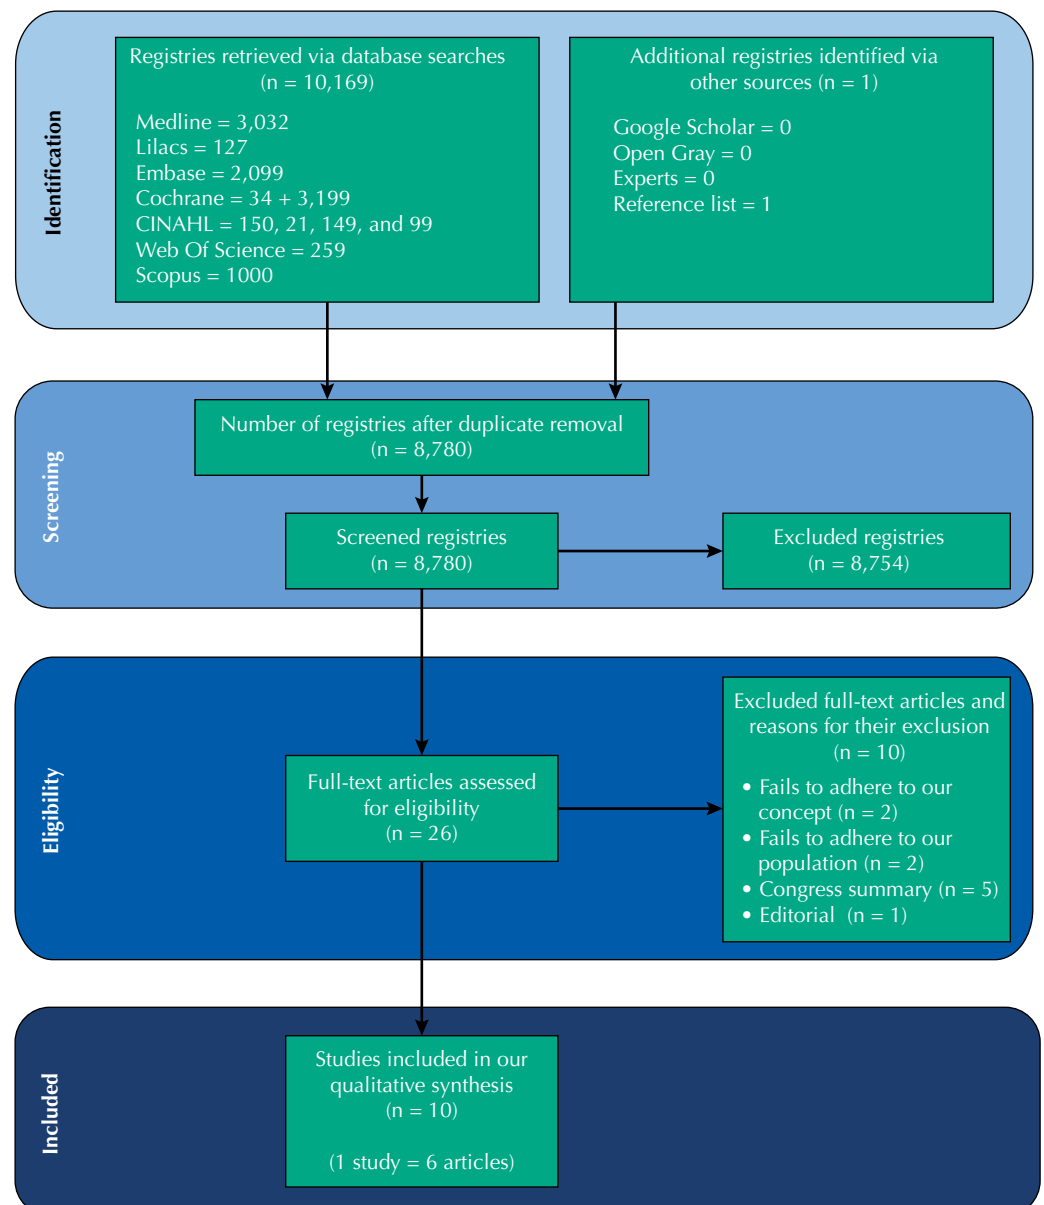 Identification
Registries retrieved via database searches
(n = 10,169)
Medline = 3,032
Lilacs = 127
Embase = 2,099
Cochrane = 34 + 3,199
CINAHL = 150, 21, 149, and 99
Web Of Science = 259
Scopus = 1000
Additional registries identified via
other sources (n = 1)
Google Scholar = 0
Open Gray = 0
Experts = 0
Reference list = 1
Screening
Number of registries after duplicate removal
(n = 8,780)
Screened registries
(n = 8,780)
Excluded registries
(n = 8,754)
Eligibility
Full-text articles assessed
for eligibility
(n = 26)
Excluded full-text articles and
reasons for their exclusion
(n = 10)
• Fails to adhere to our
concept (n = 2)
• Fails to adhere to our
population (n = 2)
• Congress summary (n = 5)
• Editorial (n = 1)
Included
Studies included in our
qualitative synthesis
(n = 10)
(1 study = 6 articles)